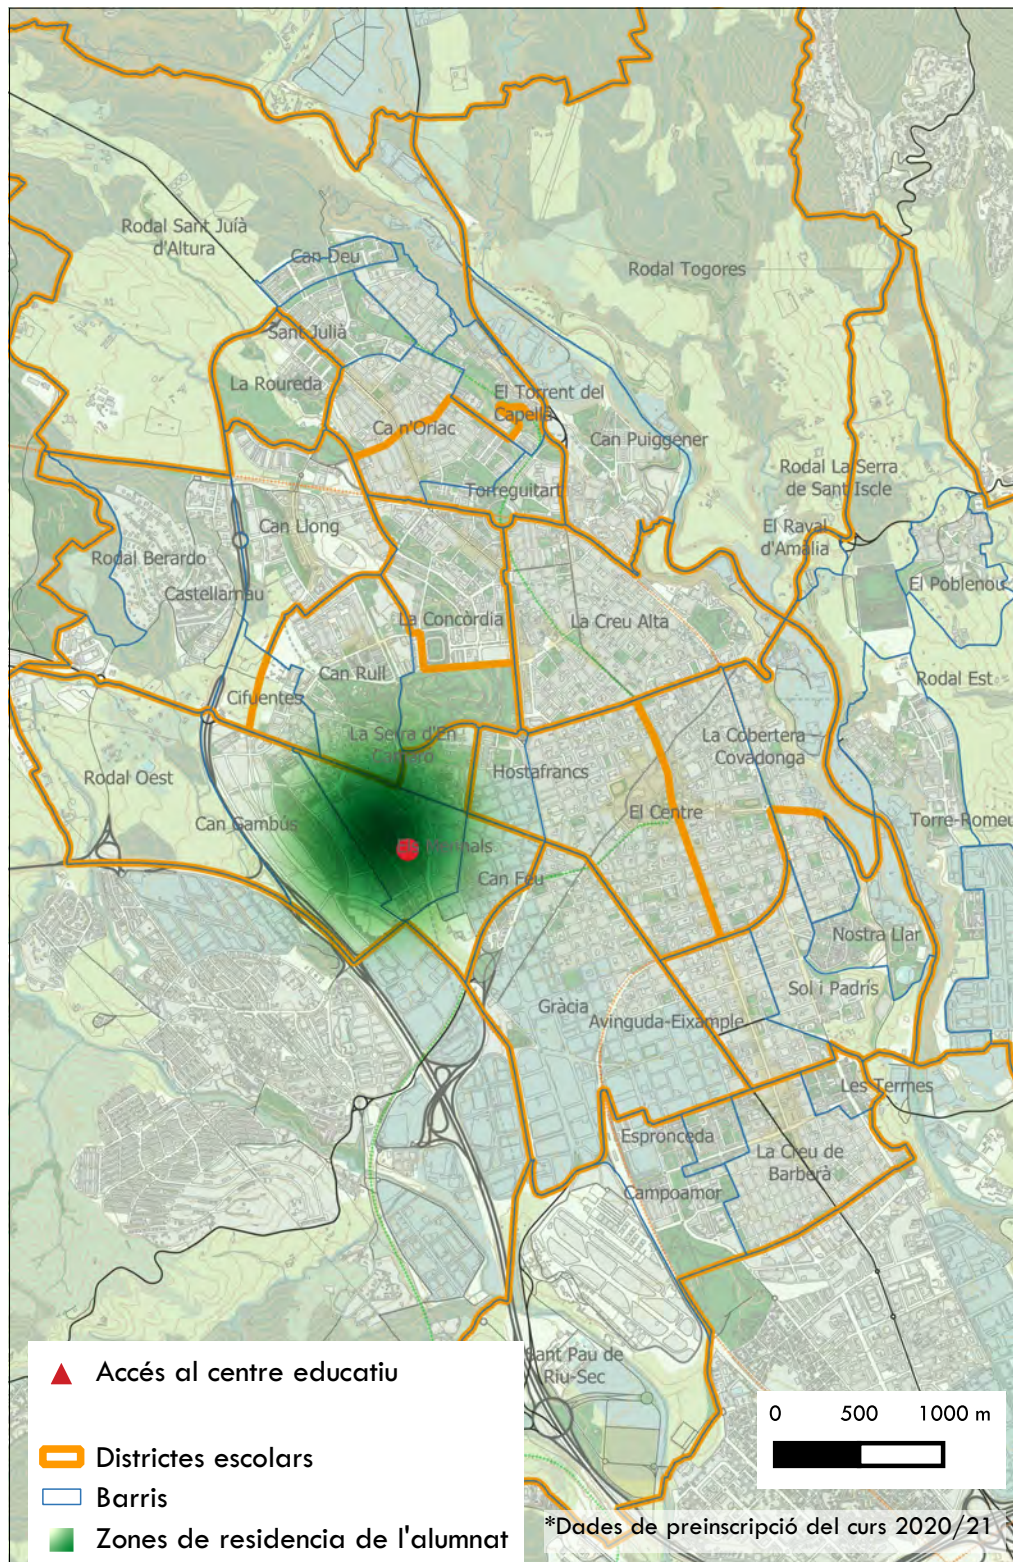 Rodal Sant Juíà
d'Altura
Can Deu
Rodal Togores
Sant Julià
La Roureda
El Torrent del
Capella
Ca n'Oriac
Can Puiggener
Rodal La Serra
de Sant Iscle
Torreguitart
Can Llong
El Raval
d'Amàlia
Rodal Berardo
El Poblenou
Castellarnau
La Concòrdia
La Creu Alta
Can Rull
Rodal Est
Cifuentes
La Serra d'En
Camaró
La Cobertera
Covadonga
Rodal Oest
Hostafrancs
El Centre
Can Gambús
Torre-Romeu
Can Feu
Nostra Llar
Sol i Padrís
Gràcia
Avinguda-Eixample
Les Termes
Espronceda
La Creu de
Barberà
Campoamor
Sant Pau de
Riu-Sec
Accés al centre educatiu
Districtes escolars
Barris
Zones de residencia de l'alumnat
0 500 1000 m
*Dades de preinscripció del curs 2020/21